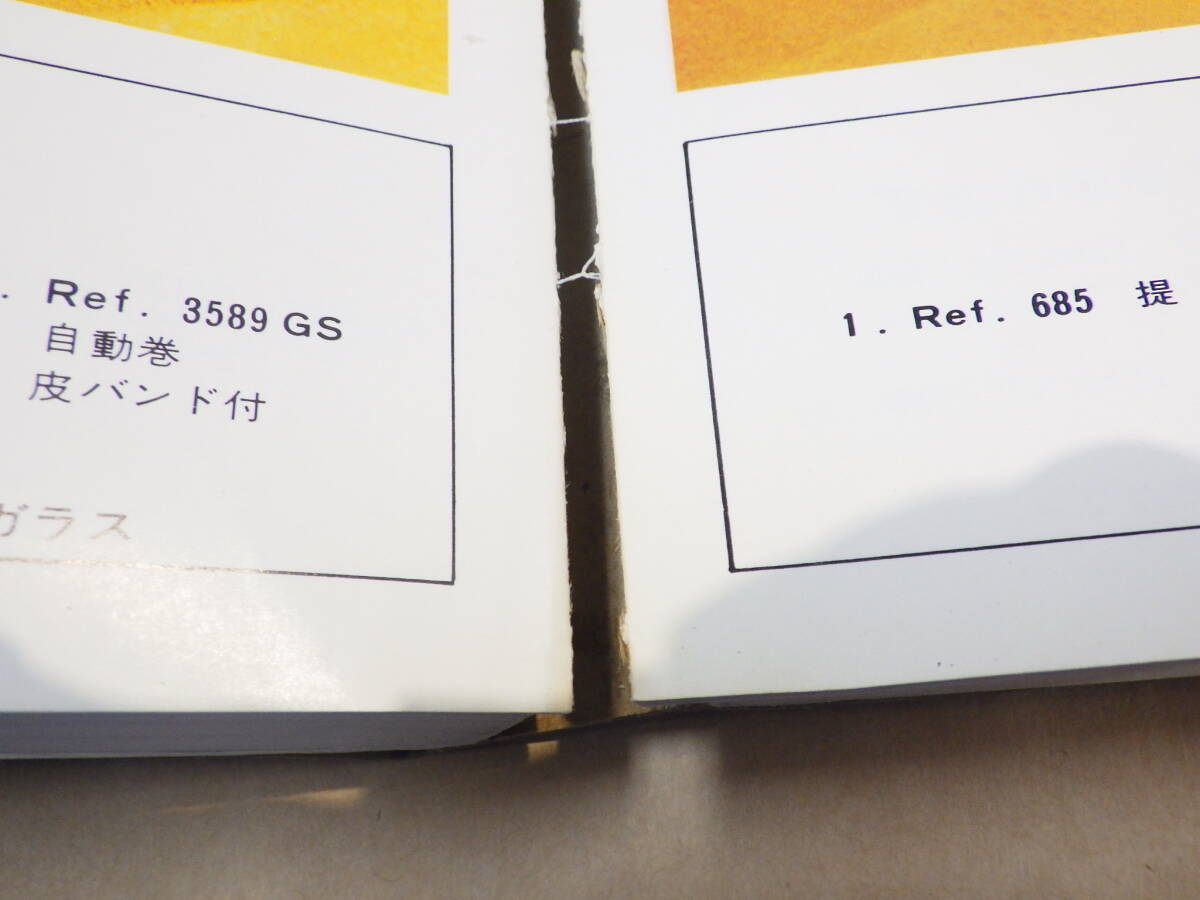 . Ref. 3589 GS
自動巻
皮バンド付
ガラス
1. Ref. 685 提